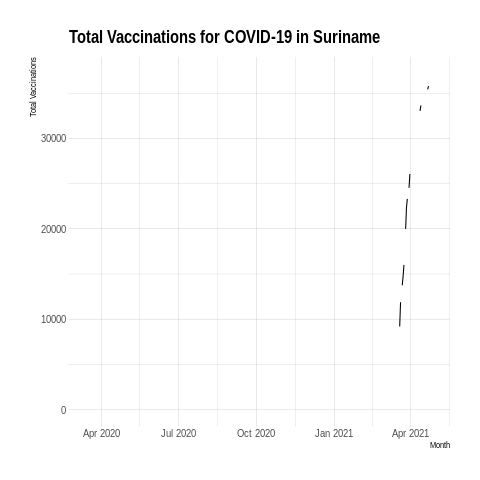 Total Vaccinations for COVID-19 in Suriname
Total Vaccinations
30000
20000
10000
0
Apr 2020 Jul 2020 Oct 2020 Jan 2021 Apr 2021
Month